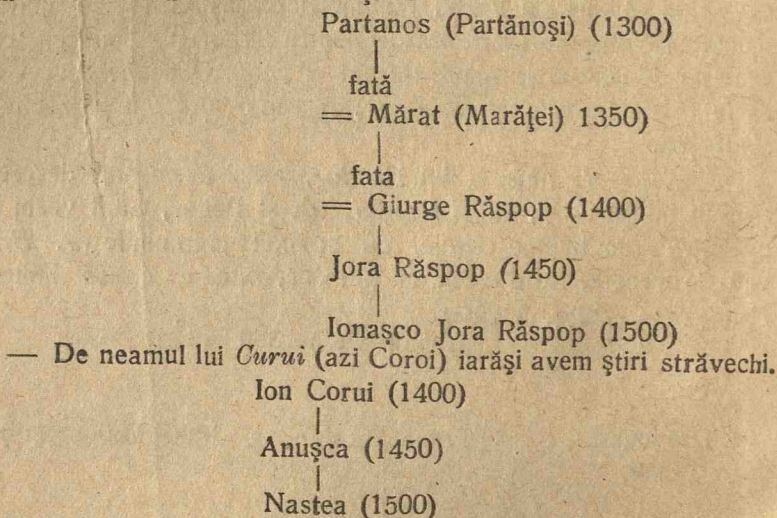 Partanos (Partănoşi) (1300)
fată
= Mărat (Marăţei) 1350)
fata
= Giurge Răspop (1400)
Jora Răspop (1450)
Ionaşco Jora Răspop (1500)
— De neamul lui Curui (azi Coroi) iarăşi avem ştiri străvechi.
Ion Corui (1400)
Anuşca (1450)
Nastea (1500)